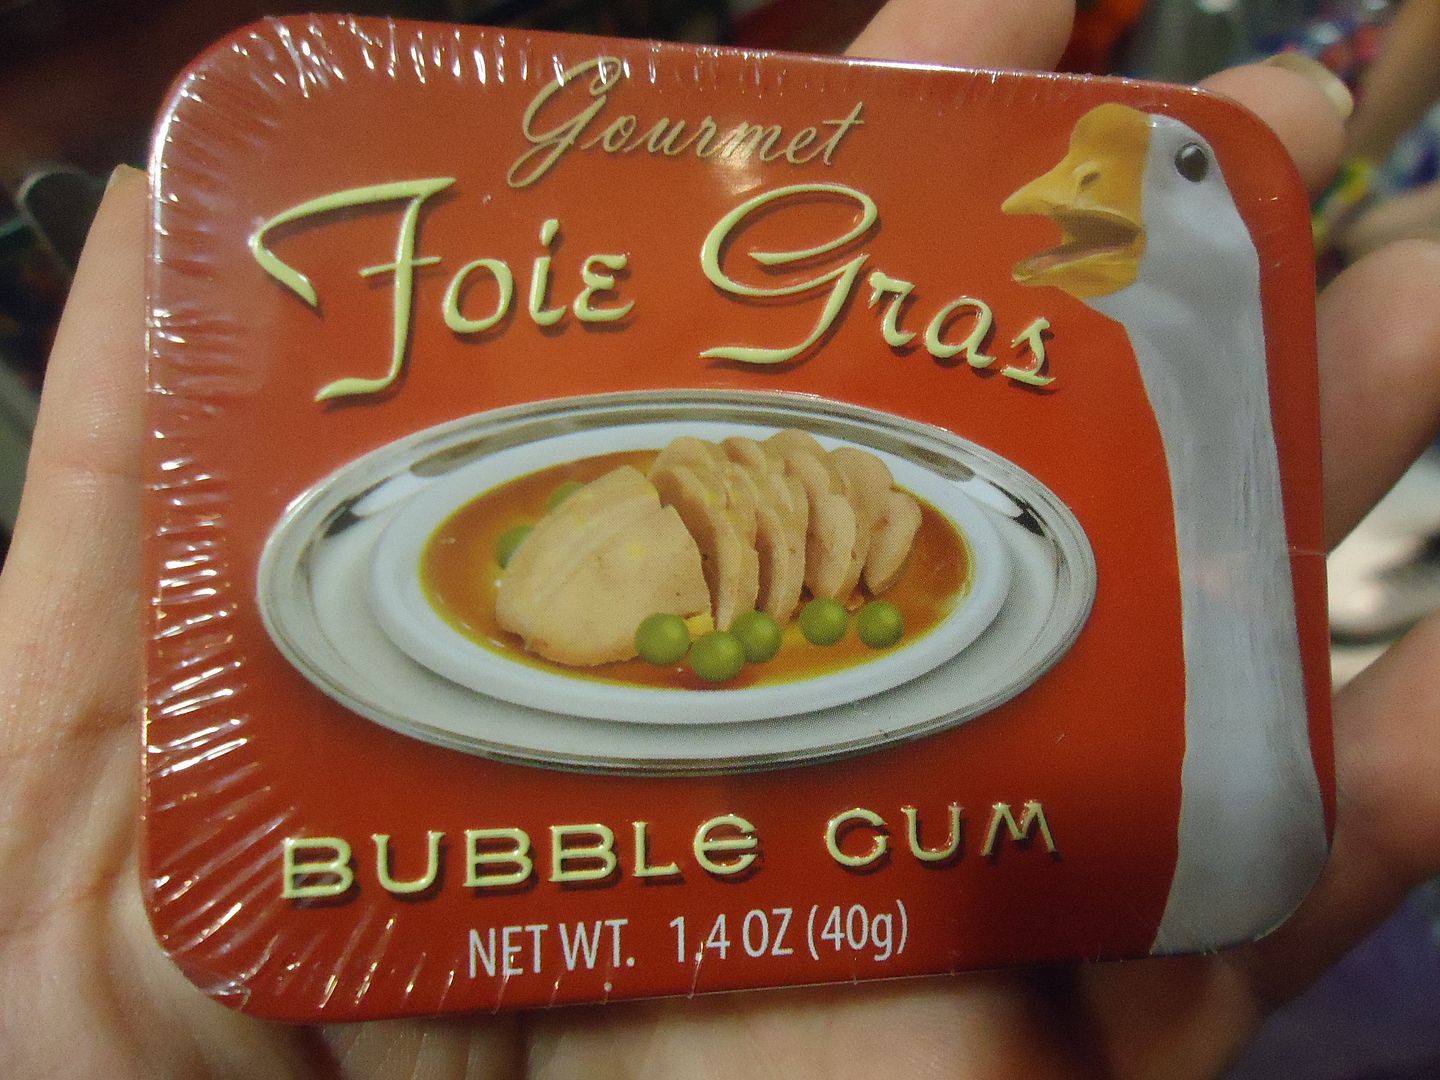 Gourmet
Foie Gras
BUBBLE GUM
NET WT. 1.4 OZ (40g)